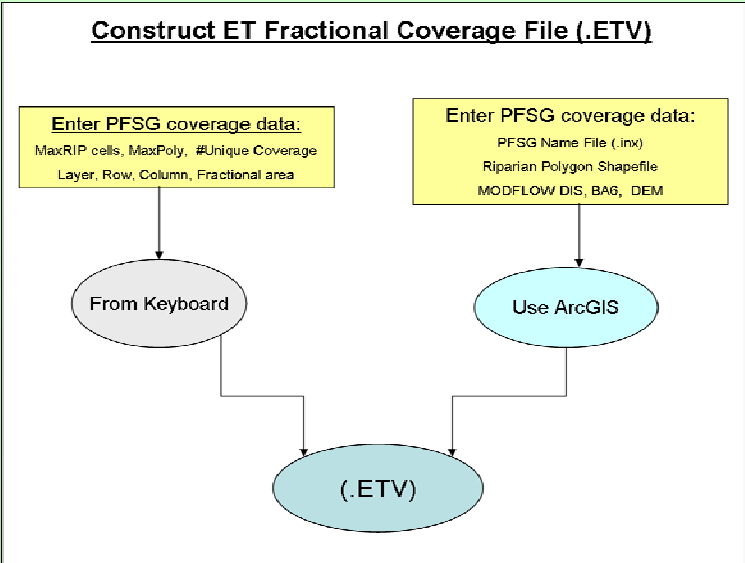 Construct ET Fractional Coverage File (.ETV)
Enter PFSG coverage data:
MaxRIP cells, MaxPoly, #Unique Coverage
Layer, Row, Column, Fractional area
Enter PFSG coverage data:
PFSG Name File (.inx)
Riparian Polygon Shapefile
MODFLOW DIS, BA6, DEM
From Keyboard
Use ArcGIS
(.ETV)